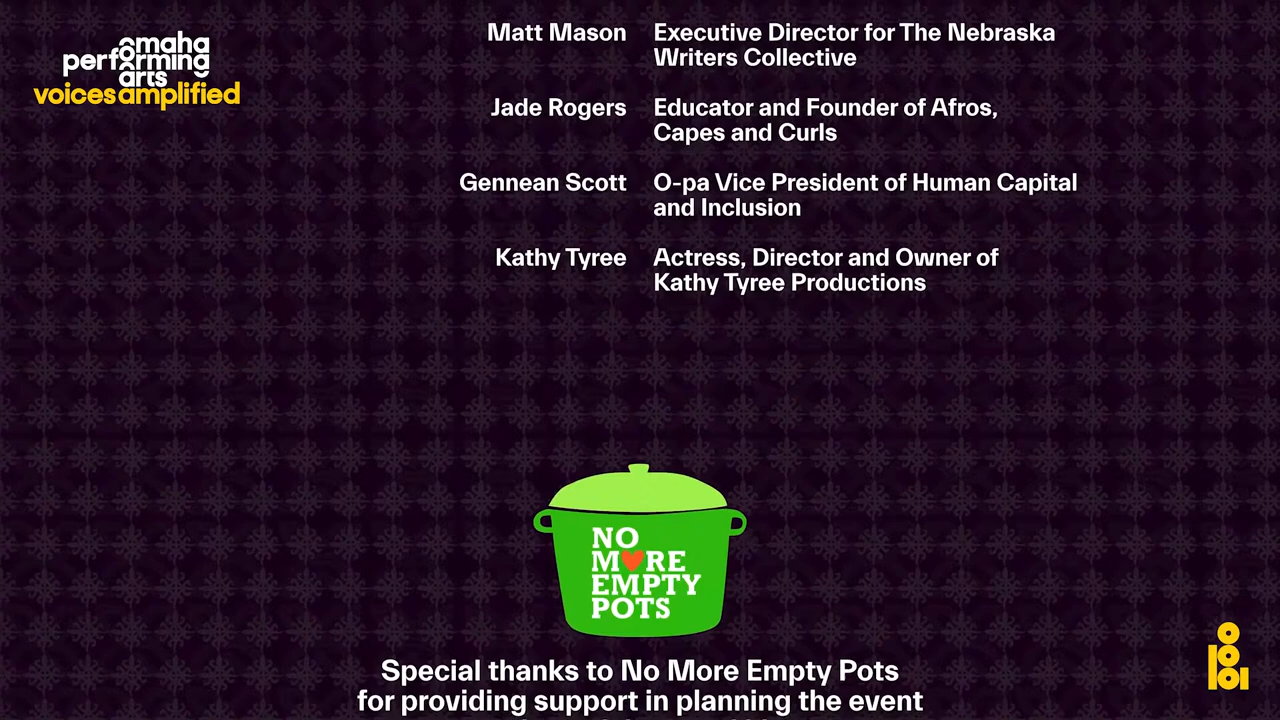 omaha
performing
arts
voices amplified
Matt Mason Executive Director for The Nebraska
Writers Collective
Jade Rogers Educator and Founder of Afros,
Capes and Curls
Gennean Scott O-pa Vice President of Human Capital
and Inclusion
Kathy Tyree Actress, Director and Owner of
Kathy Tyree Productions
NO
MORE
EMPTY
POTS
Special thanks to No More Empty Pots
for providing support in planning the event